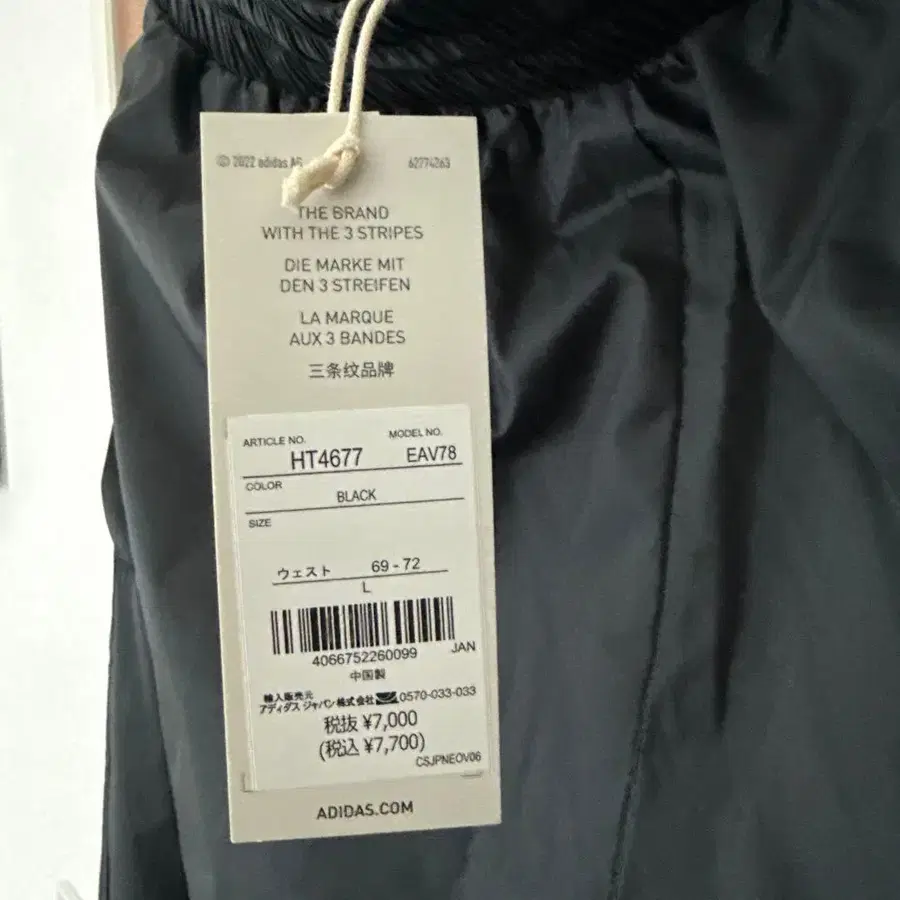 © 2022 adidas AG
62774263
THE BRAND
WITH THE 3 STRIPES
DIE MARKE MIT
DEN 3 STREIFEN
LA MARQUE
AUX 3 BANDES
三条纹品牌
ARTICLE NO. MODEL NO.
HT4677 EAV78
COLOR
BLACK
SIZE
ウェスト 69 - 72
L
4066752260099 JAN
中国製
輸入販売元
アディダス ジャパン株式会社 0570-033-033
税抜 ¥7,000
(税込 ¥7,700)
CSJPNEOV06
ADIDAS.COM